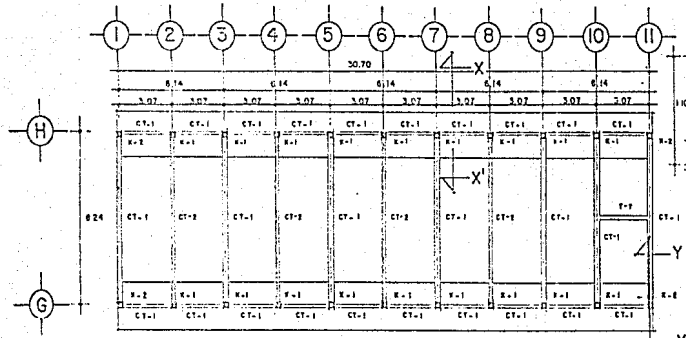 1 2 3 4 5 6 7 8 9 10 11
30.70 X
6.14 6.14 6.14 6.14 6.14
3.07 3.07 3.07 3.07 3.07 3.07 3.07 3.07 3.07 3.07
CT-1 CT-1 CT-1 CT-1 CT-1 CT-1 CT-1 CT-1 CT-1 CT-1
H K-2 K-1 K-1 K-1 K-1 K-1 K-1 K-1 K-1 K-1 K-2
X'
T-2
6.24 CT-1 CT-2 CT-1 CT-2 CT-1 CT-2 CT-1 CT-2 CT-1 CT-1
CT-1 Y
G K-2 K-1 K-1 K-1 K-1 K-1 K-1 K-1 K-1 K-1 K-2
CT-1 CT-1 CT-1 CT-1 CT-1 CT-1 CT-1 CT-1 CT-1 CT-1